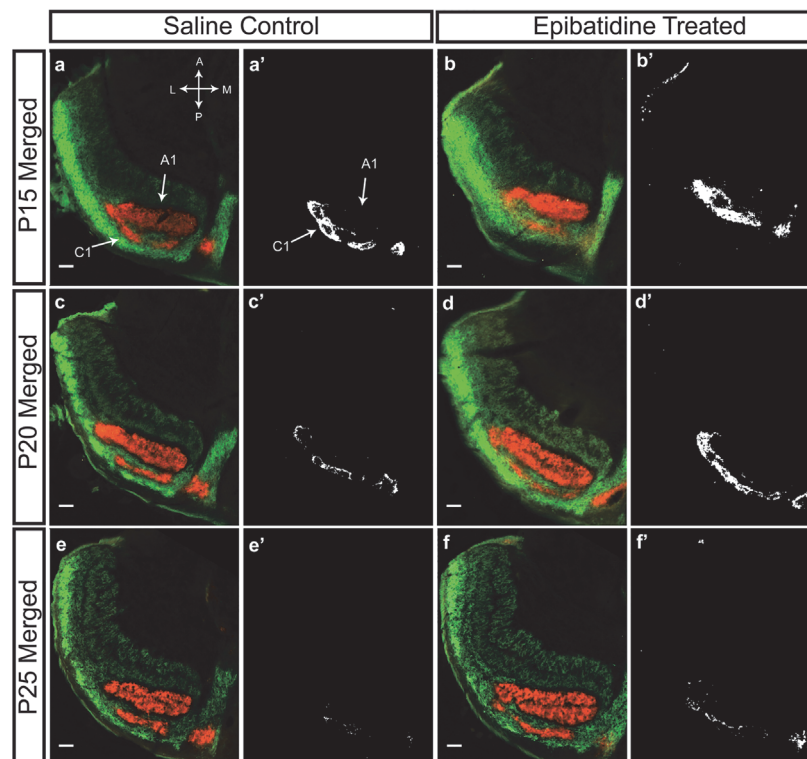 Saline Control
Epibatidine Treated
P15 Merged
a
A
L
M
P
A1
C1
a’
A1
C1
b
b’
P20 Merged
c
c’
d
d’
P25 Merged
e
e’
f
f’